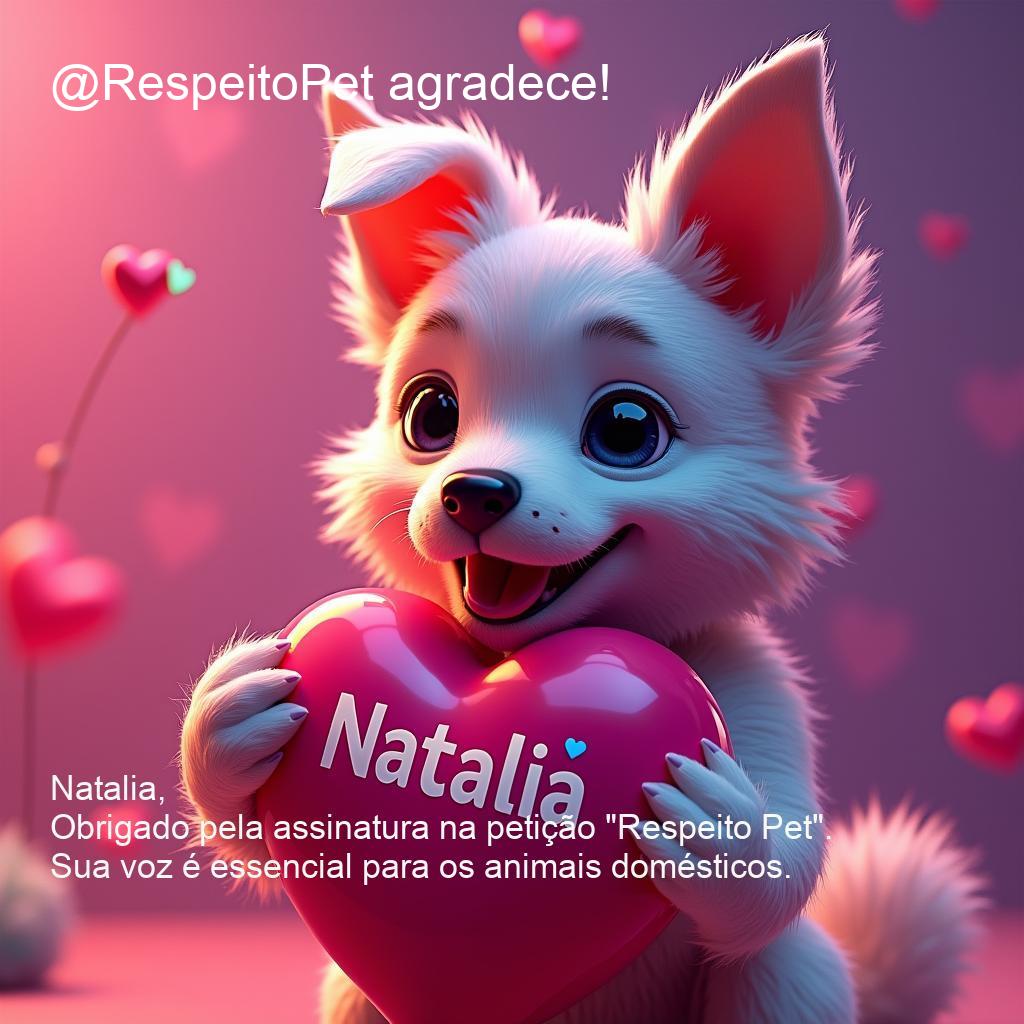 @RespeitoPet agradece!
Natalia
Natalia,
Obrigado pela assinatura na petição "Respeito Pet".
Sua voz é essencial para os animais domésticos.